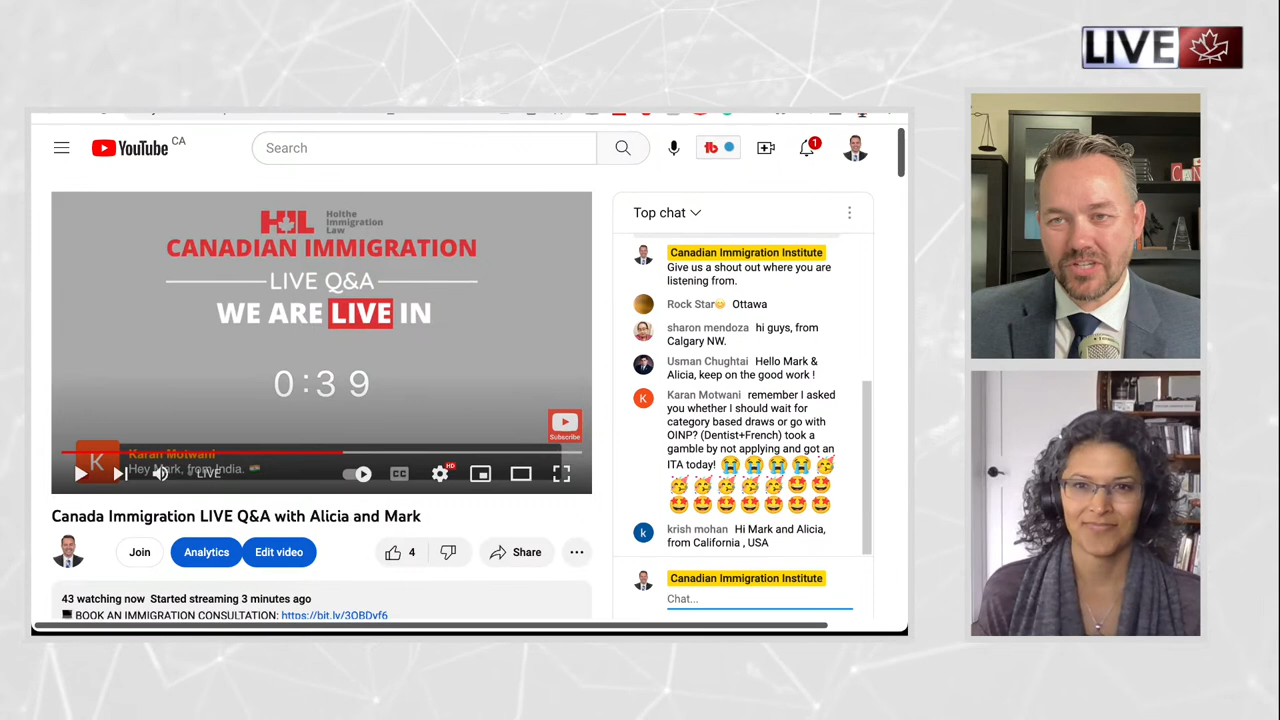 LIVE
YouTube CA
Search
1
HIL Holthe
Immigration
Law
CANADIAN IMMIGRATION
LIVE Q&A
WE ARE LIVE IN
0:39
Subscribe
K
Karan Motwani
Hey Mark, from India.
LIVE
CC
HD
Canada Immigration LIVE Q&A with Alicia and Mark
Join
Analytics
Edit video
4
Share
43 watching now Started streaming 3 minutes ago
BOOK AN IMMIGRATION CONSULTATION: https://bit.ly/3OBDvf6
Top chat
Canadian Immigration Institute
Give us a shout out where you are
listening from.
Rock Star😊 Ottawa
sharon mendoza hi guys, from
Calgary NW.
Usman Chughtai Hello Mark &
Alicia, keep on the good work !
K
Karan Motwani remember I asked
you whether I should wait for
category based draws or go with
OINP? (Dentist+French) took a
gamble by not applying and got an
ITA today! 😭😭😭😭🥳
🥳🥳🥳🥳🥳🤩🤩
🤩🤩🤩🤩🤩🤩🤩
k
krish mohan Hi Mark and Alicia,
from California , USA
Canadian Immigration Institute
Chat...